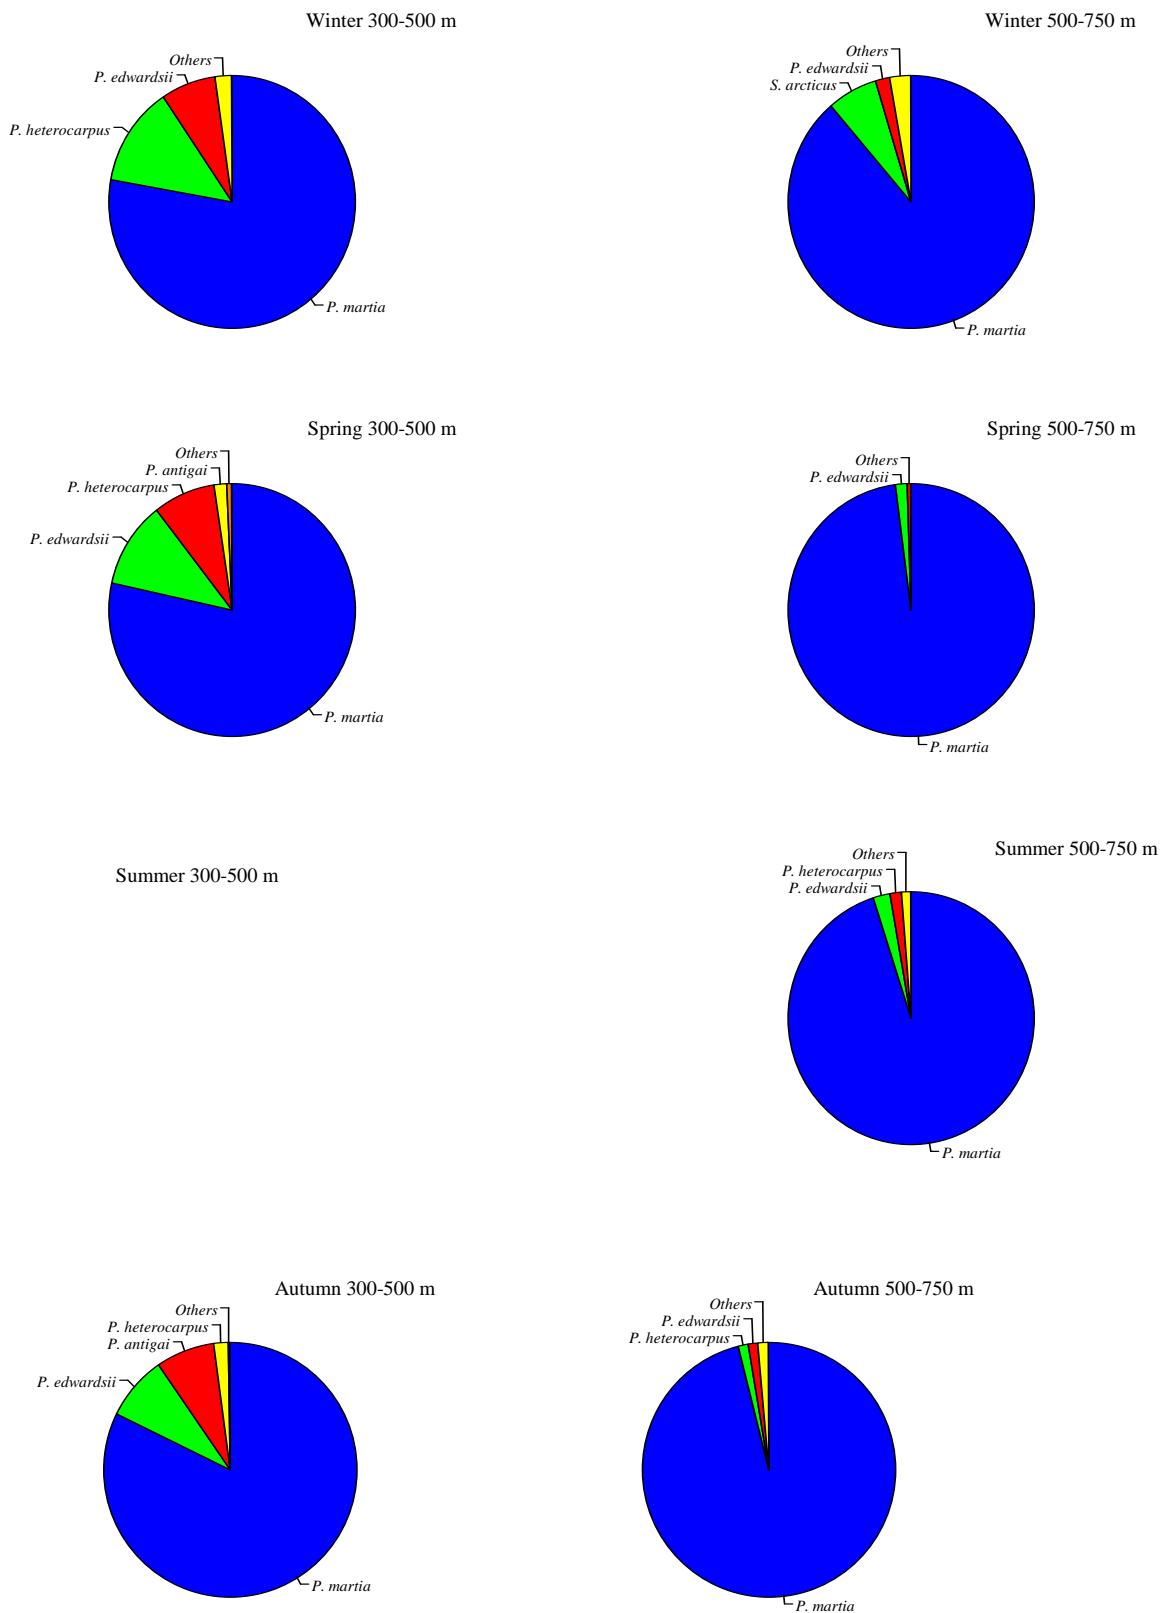 Winter 300-500 m
Others
P. edwardsii
P. heterocarpus
P. martia
Winter 500-750 m
Others
P. edwardsii
S. arcticus
P. martia
Spring 300-500 m
Others
P. antigai
P. heterocarpus
P. edwardsii
P. martia
Spring 500-750 m
Others
P. edwardsii
P. martia
Summer 300-500 m
Summer 500-750 m
Others
P. heterocarpus
P. edwardsii
P. martia
Autumn 300-500 m
Others
P. heterocarpus
P. antigai
P. edwardsii
P. martia
Autumn 500-750 m
Others
P. edwardsii
P. heterocarpus
P. martia